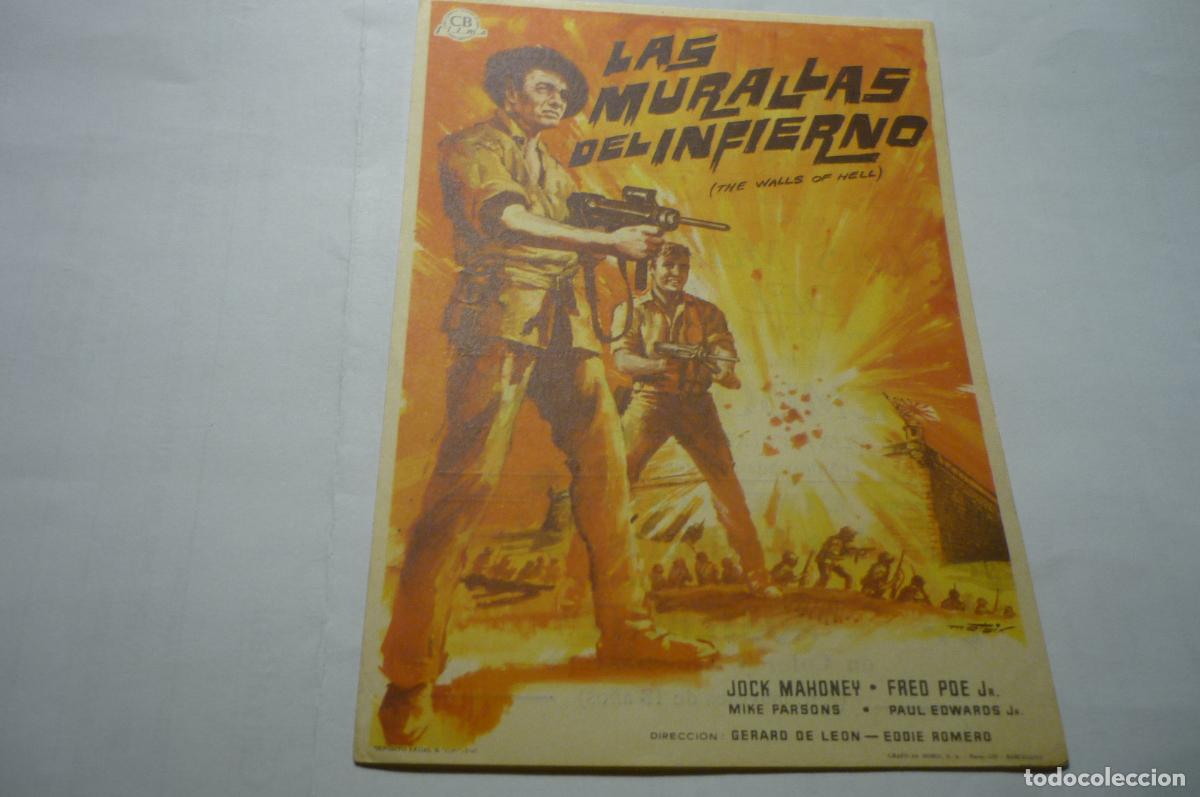 CB
films
LAS
MURALLAS
DEL INFIERNO
(THE WALLS OF HELL)
JOCK MAHONEY • FRED POE Jr.
MIKE PARSONS • PAUL EDWARDS Jr.
DIRECCION: GERARD DE LEON — EDDIE ROMERO
todocoleccion